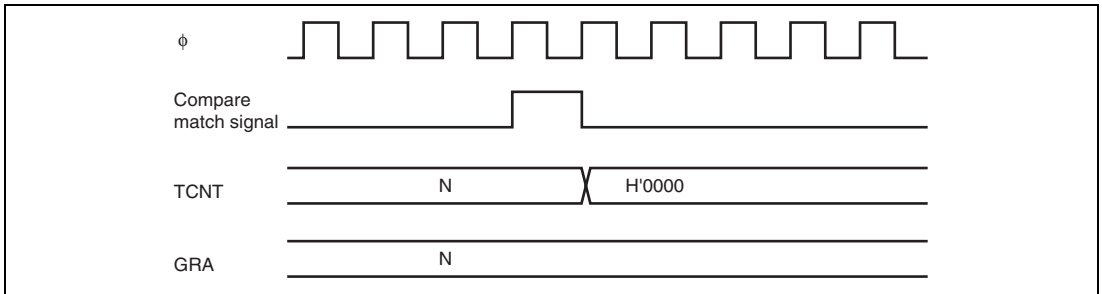 φ
Compare
match signal
TCNT
N
H'0000
GRA
N